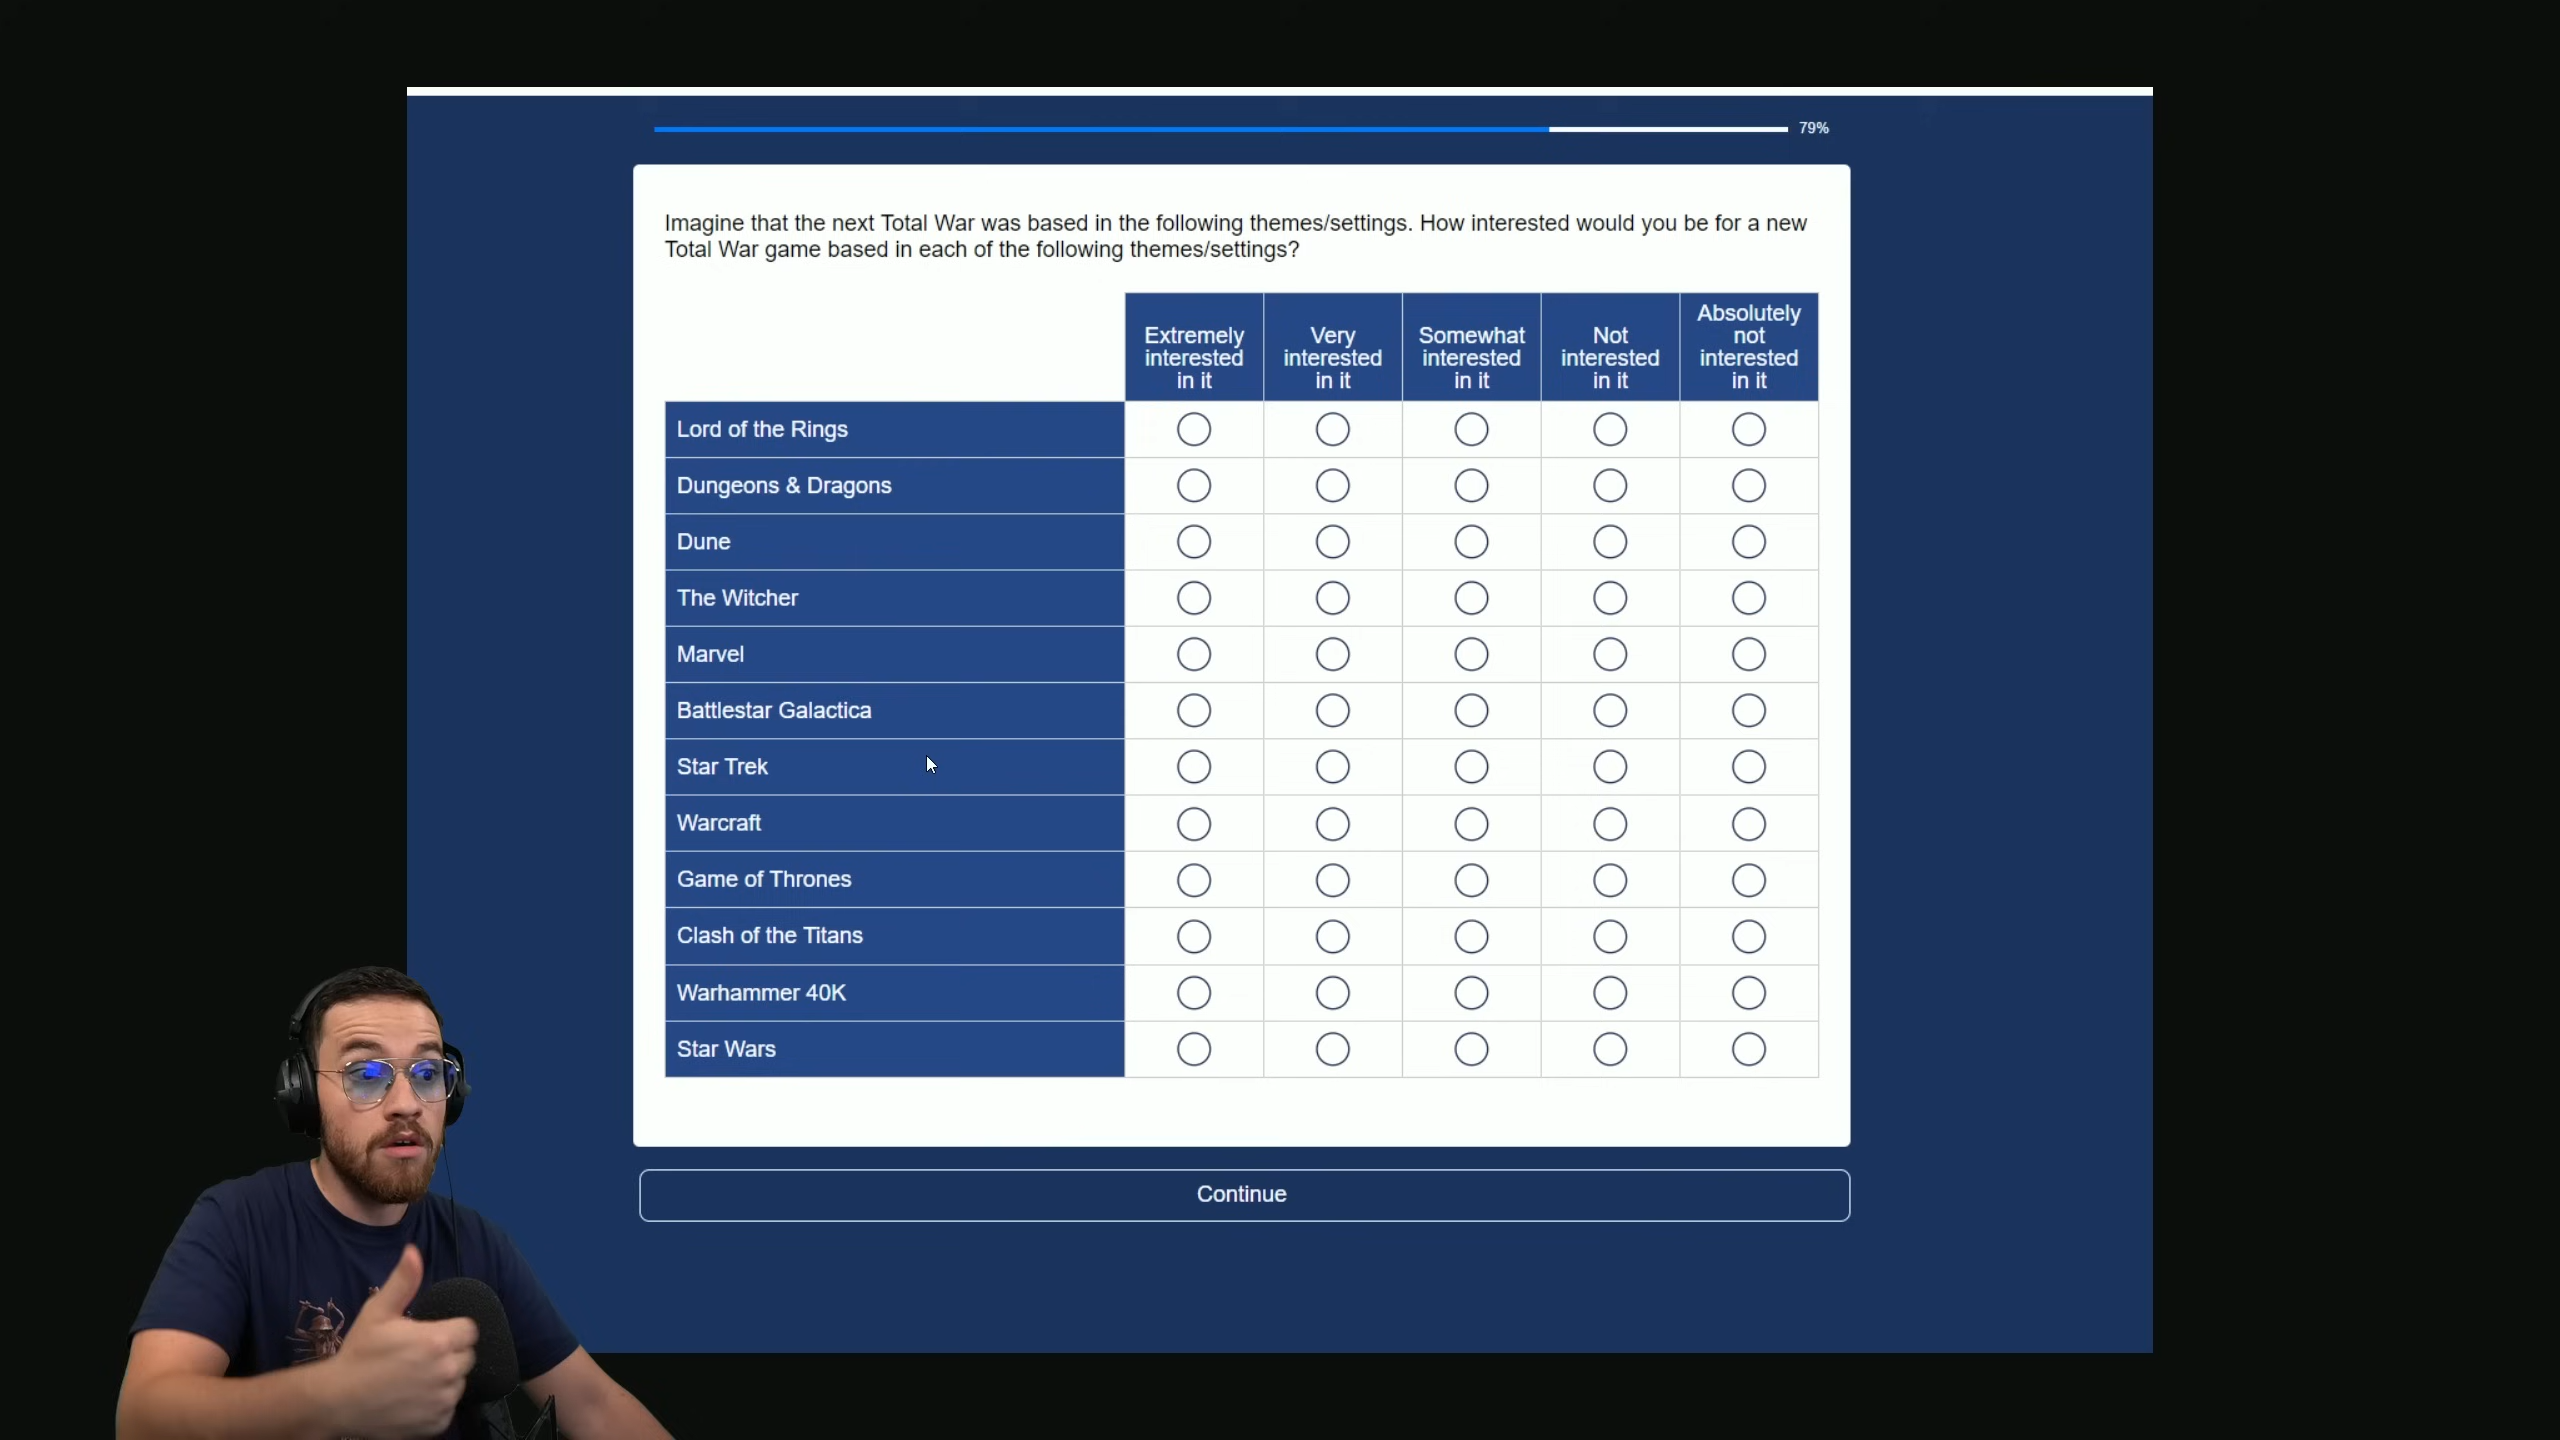 79%
Imagine that the next Total War was based in the following themes/settings. How interested would you be for a new
Total War game based in each of the following themes/settings?
Extremely
interested
in it
Very
interested
in it
Somewhat
interested
in it
Not
interested
in it
Absolutely
not
interested
in it
Lord of the Rings
Dungeons & Dragons
Dune
The Witcher
Marvel
Battlestar Galactica
Star Trek
Warcraft
Game of Thrones
Clash of the Titans
Warhammer 40K
Star Wars
Continue